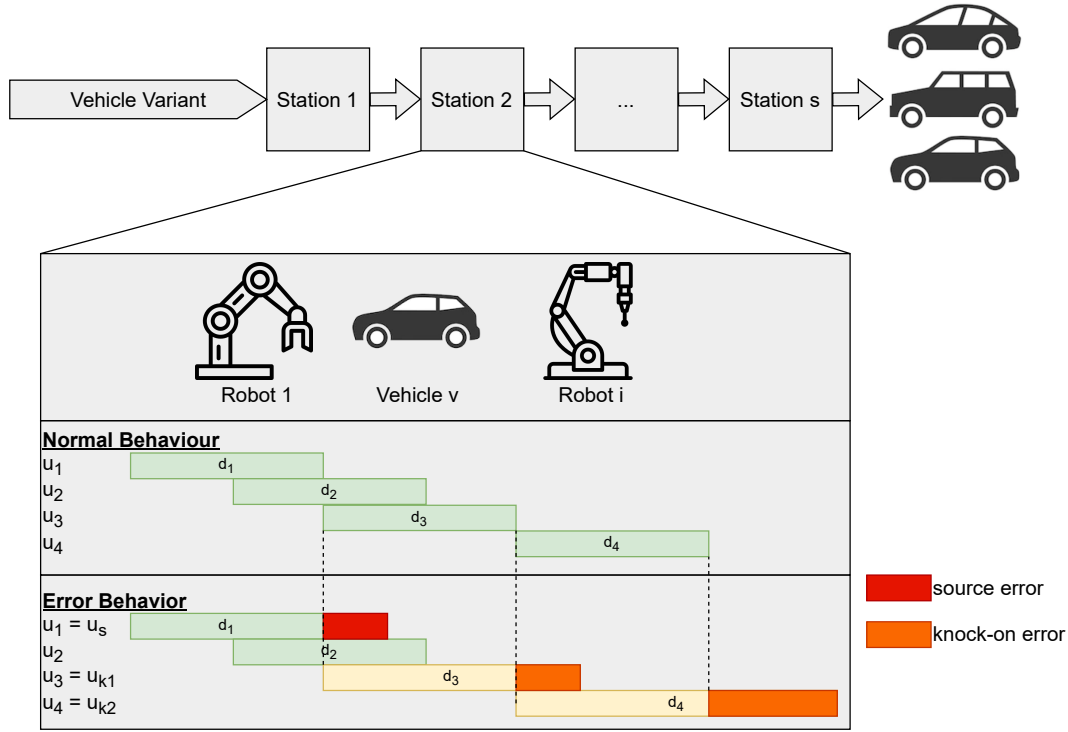 Vehicle Variant
Station 1
Station 2
...
Station s
Robot 1
Vehicle v
Robot i
Normal Behaviour
u1 d1
u2 d2
u3 d3
u4 d4
Error Behavior
u1 = us d1
u2 d2
u3 = uk1 d3
u4 = uk2 d4
source error
knock-on error